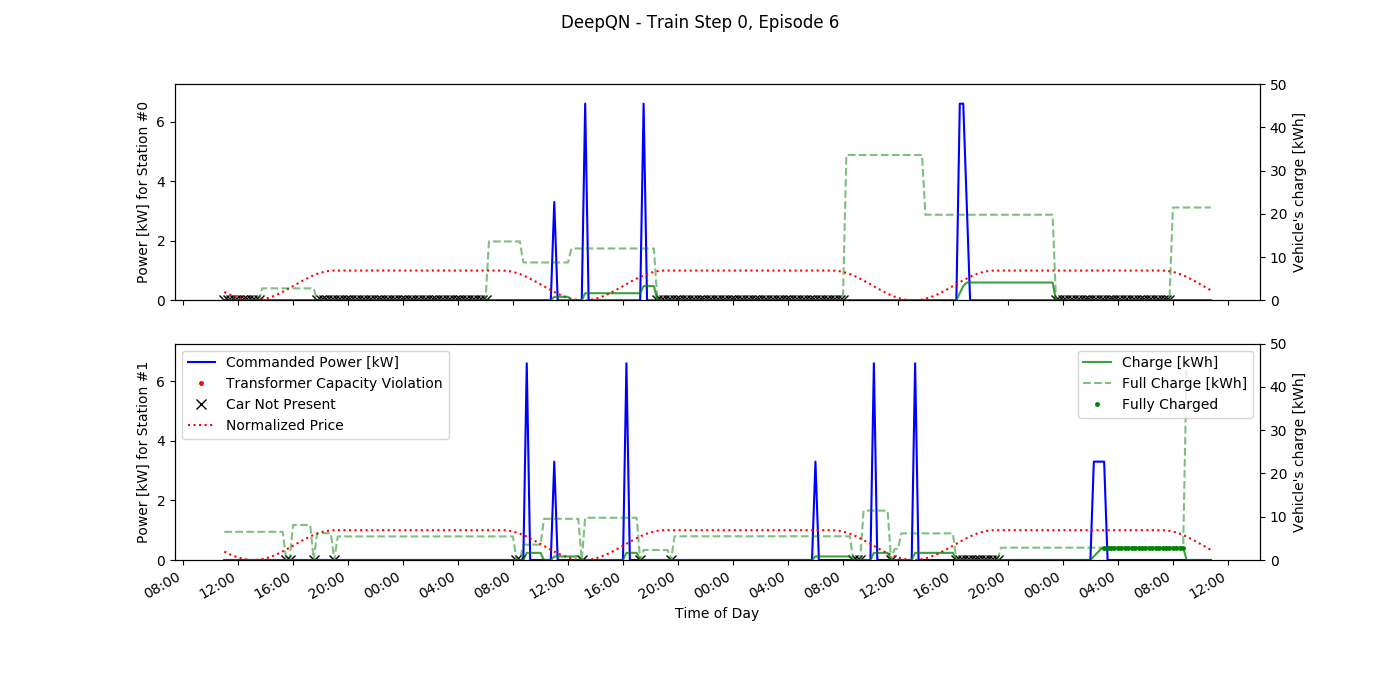 DeepQN - Train Step 0, Episode 6
Power [kW] for Station #0
6
4
2
0
50
40
30
20
10
0
Vehicle's charge [kWh]
Power [kW] for Station #1
6
4
2
0
Commanded Power [kW]
Transformer Capacity Violation
Car Not Present
Normalized Price
Charge [kWh]
Full Charge [kWh]
Fully Charged
50
40
30
20
10
0
Vehicle's charge [kWh]
08:00 12:00 16:00 20:00 00:00 04:00 08:00 12:00 16:00 20:00 00:00 04:00 08:00 12:00 16:00 20:00 00:00 04:00 08:00 12:00
Time of Day